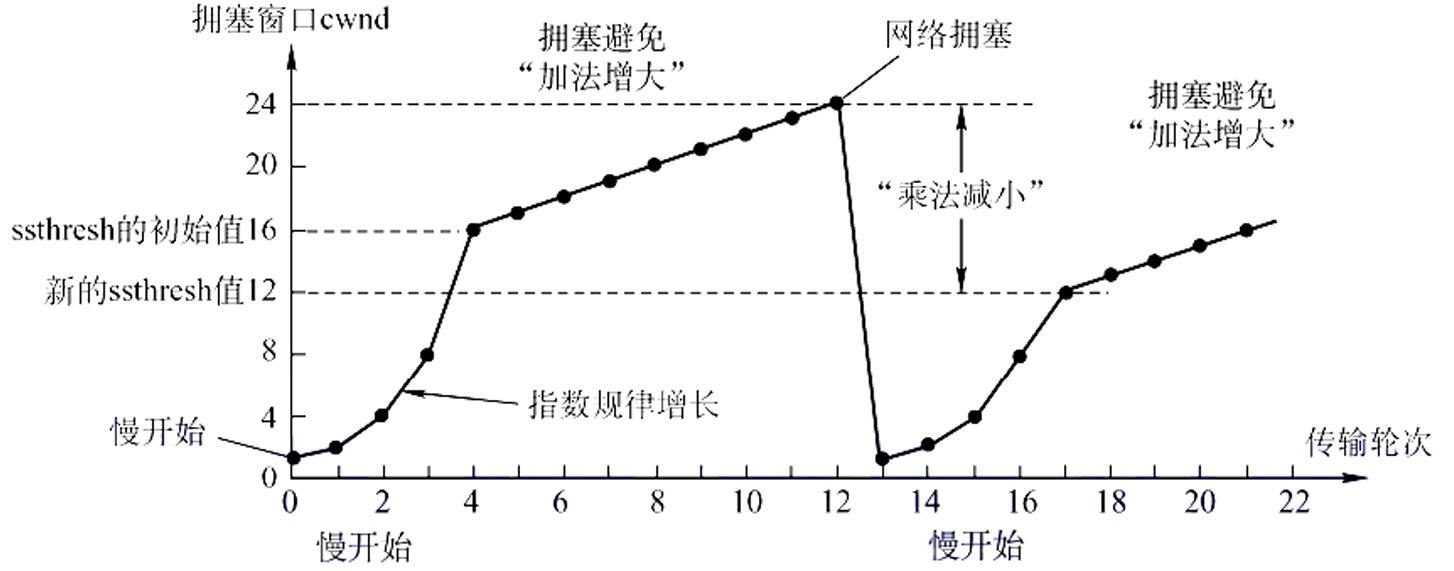 拥塞窗口cwnd
拥塞避免
“加法增大”
网络拥塞
24
拥塞避免
“加法增大”
20
“乘法减小”
ssthresh的初始值16
新的ssthresh值12
8
4
指数规律增长
慢开始
传输轮次
0
0 2 4 6 8 10 12 14 16 18 20 22
慢开始 慢开始